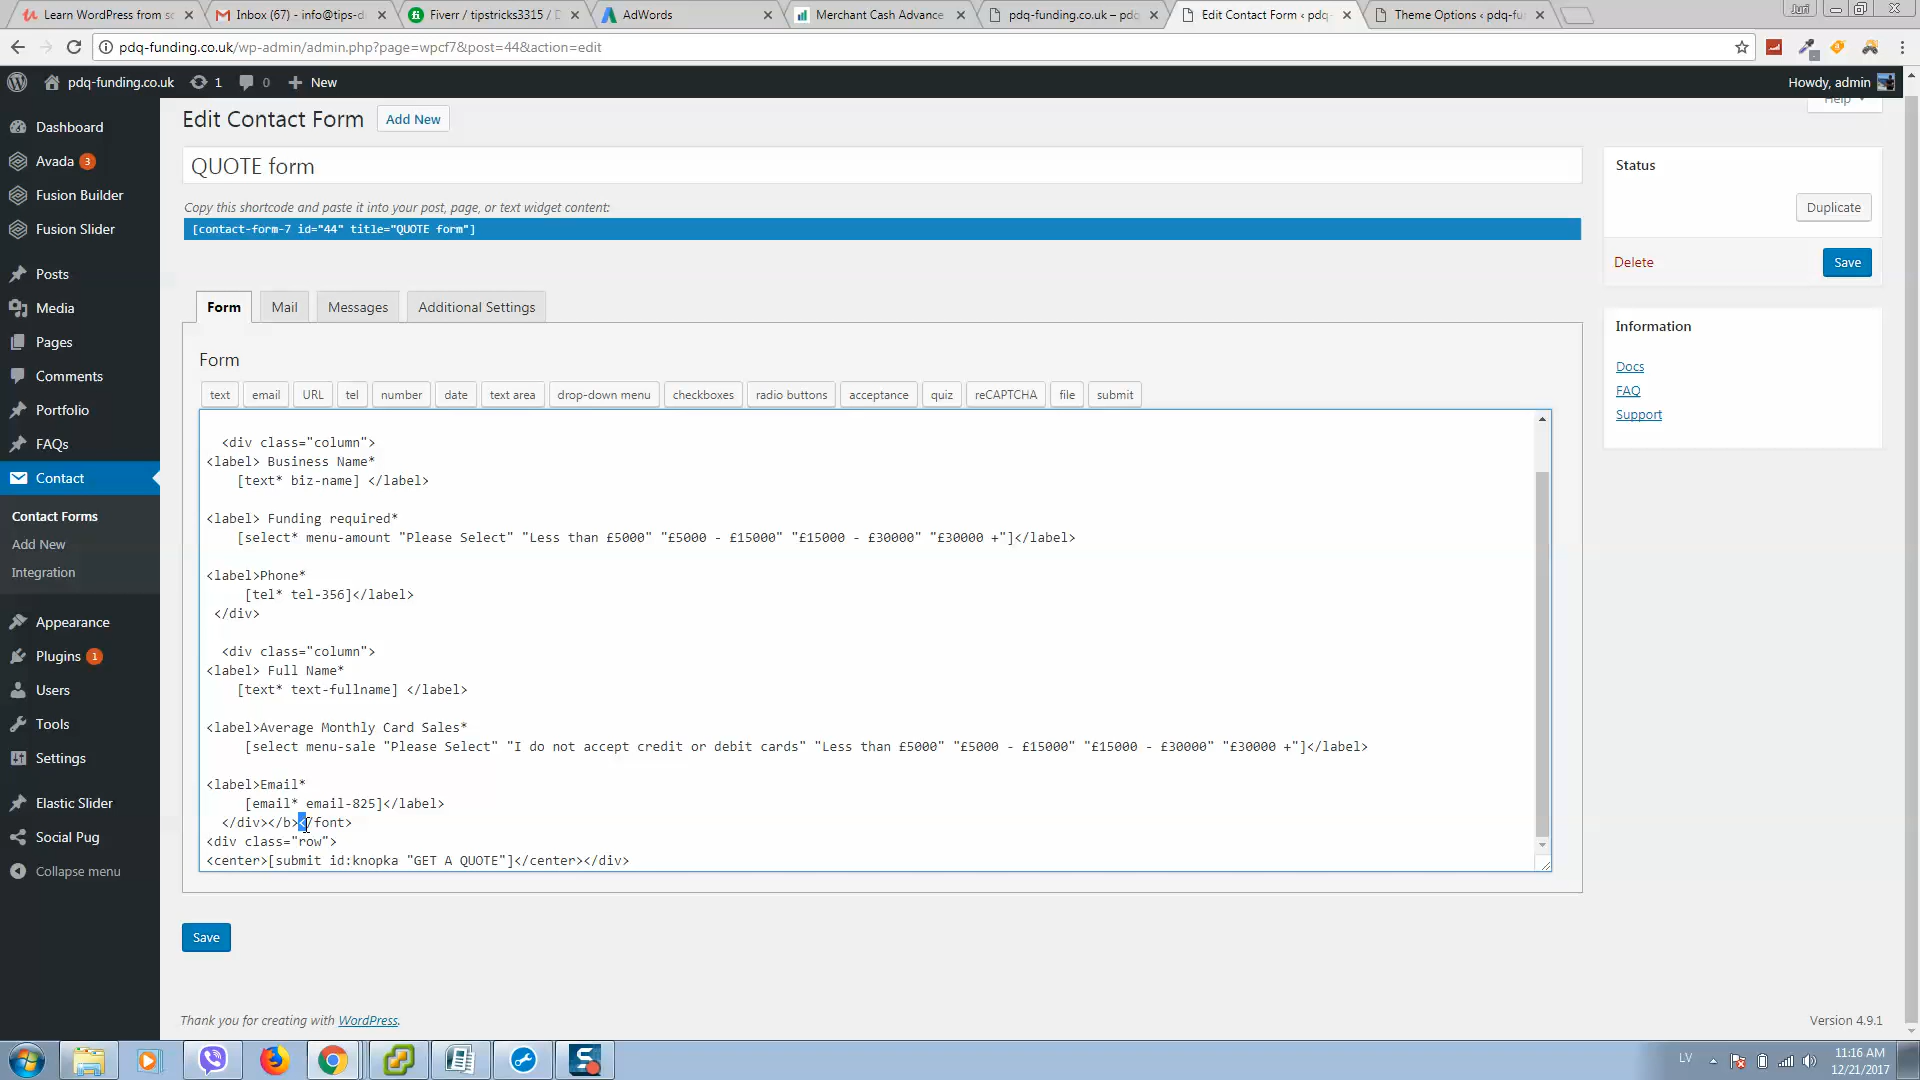 Learn WordPress from sc
Inbox (67) - info@tips-d
Fiverr / tipstricks3315 / D
AdWords
Merchant Cash Advance
pdq-funding.co.uk – pdq
Edit Contact Form ‹ pdq-
Theme Options ‹ pdq-fu
Juri
pdq-funding.co.uk/wp-admin/admin.php?page=wpcf7&post=44&action=edit
pdq-funding.co.uk
1
0
New
Howdy, admin
Help
Dashboard
Avada 3
Fusion Builder
Fusion Slider
Posts
Media
Pages
Comments
Portfolio
FAQs
Contact
Contact Forms
Add New
Integration
Appearance
Plugins 1
Users
Tools
Settings
Elastic Slider
Social Pug
Collapse menu
Edit Contact Form
Add New
QUOTE form
Copy this shortcode and paste it into your post, page, or text widget content:
[contact-form-7 id="44" title="QUOTE form"]
Form
Mail
Messages
Additional Settings
Form
text
email
URL
tel
number
date
text area
drop-down menu
checkboxes
radio buttons
acceptance
quiz
reCAPTCHA
file
submit
<div class="column">
<label> Business Name*
[text* biz-name] </label>
<label> Funding required*
[select* menu-amount "Please Select" "Less than £5000" "£5000 - £15000" "£15000 - £30000" "£30000 +"]</label>
<label>Phone*
[tel* tel-356]</label>
</div>
<div class="column">
<label> Full Name*
[text* text-fullname] </label>
<label>Average Monthly Card Sales*
[select menu-sale "Please Select" "I do not accept credit or debit cards" "Less than £5000" "£5000 - £15000" "£15000 - £30000" "£30000 +"]</label>
<label>Email*
[email* email-825]</label>
</div></b></font>
<div class="row">
<center>[submit id:knopka "GET A QUOTE"]</center></div>
Save
Status
Duplicate
Delete
Save
Information
Docs
FAQ
Support
Thank you for creating with WordPress.
Version 4.9.1
LV
11:16 AM
12/21/2017